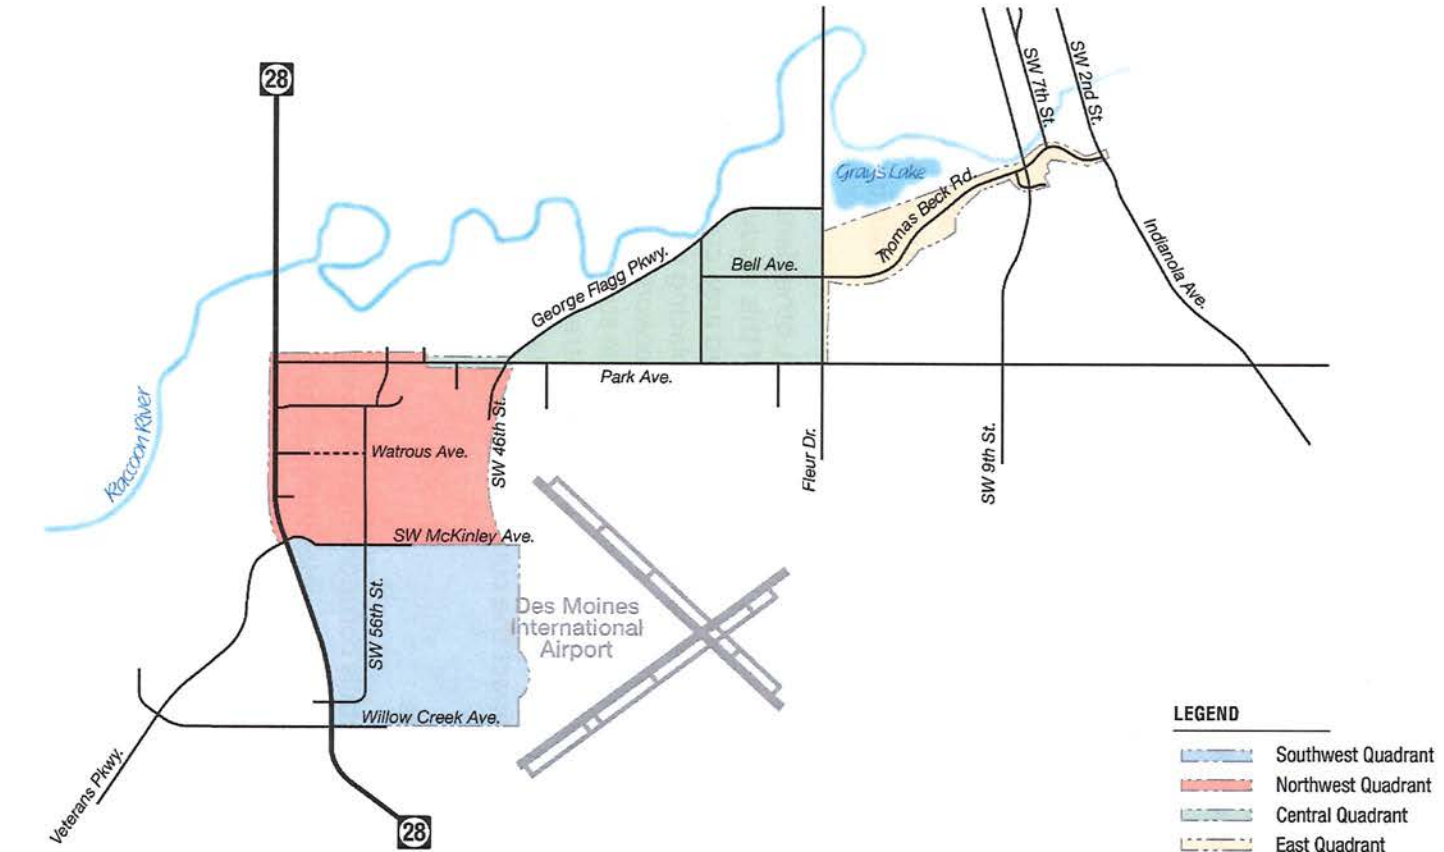 28
SW 7th St.
SW 2nd St.
Gray's Lake
Thomas Beck Rd.
Bell Ave.
George Flagg Pkwy.
Indianola Ave.
Park Ave.
Raccoon River
Watrous Ave.
SW 46th St.
Fleur Dr.
SW 9th St.
SW McKinley Ave.
SW 56th St.
Des Moines
International
Airport
Willow Creek Ave.
Veterans Pkwy.
28
LEGEND
Southwest Quadrant
Northwest Quadrant
Central Quadrant
East Quadrant